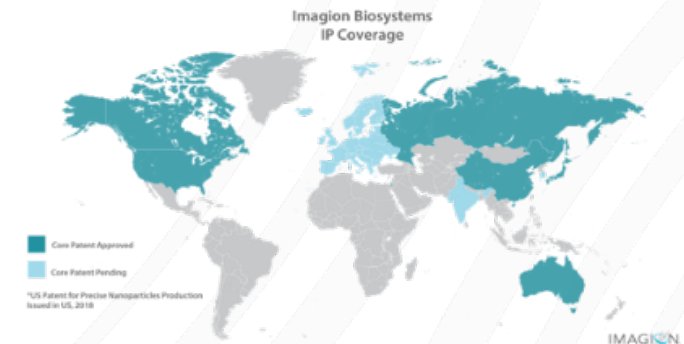 Imagion Biosystems
IP Coverage
Core Patent Approved
Core Patent Pending
*US Patent for Precise Nanoparticles Production
Issued in US, 2018
IMAGION